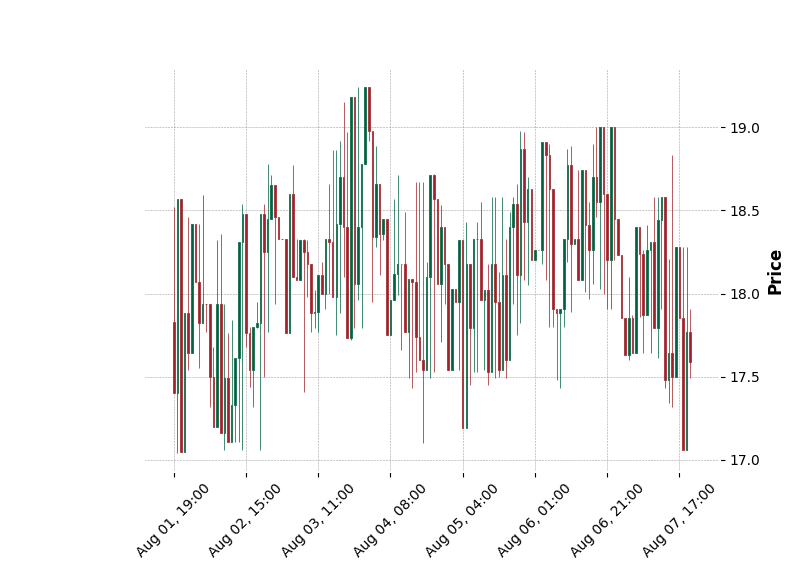 19.0
18.5
18.0
17.5
17.0
Price
Aug 01, 19:00
Aug 02, 15:00
Aug 03, 11:00
Aug 04, 08:00
Aug 05, 04:00
Aug 06, 01:00
Aug 06, 21:00
Aug 07, 17:00